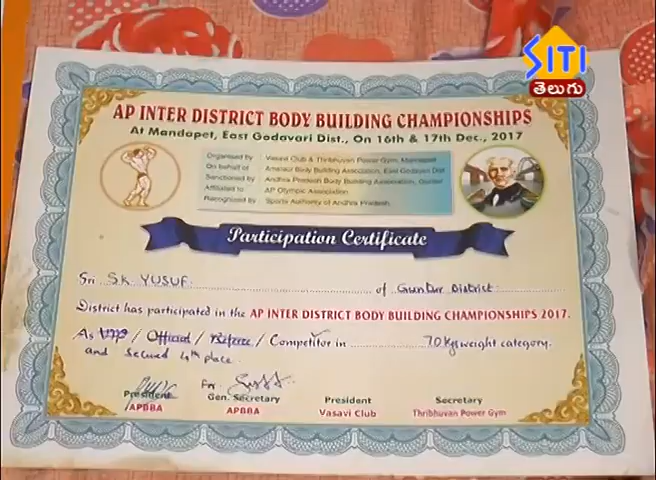 SITI
తెలుగు
AP INTER DISTRICT BODY BUILDING CHAMPIONSHIPS
At Mandapet, East Godavari Dist., On 16th & 17th Dec., 2017
Organised by : Vasavi Club & Thribhuvan Power Gym, Mandapet
On behalf of : Amateur Body Building Association, East Godavari Dist
Sanctioned by : Andhra Pradesh Body Building Association, Guntur
Affiliated to : AP Olympic Association
Recognised by : Sports Authority of Andhra Pradesh
Participation Certificate
Sri S.K. YUSUF of Guntur District
District has participated in the AP INTER DISTRICT BODY BUILDING CHAMPIONSHIPS 2017.
As / Official / Referee / Competitor in 70 kg weight category.
and Secured 4th place.
For
President Gen. Secretary President Secretary
APBBA APBBA Vasavi Club Thribhuvan Power Gym